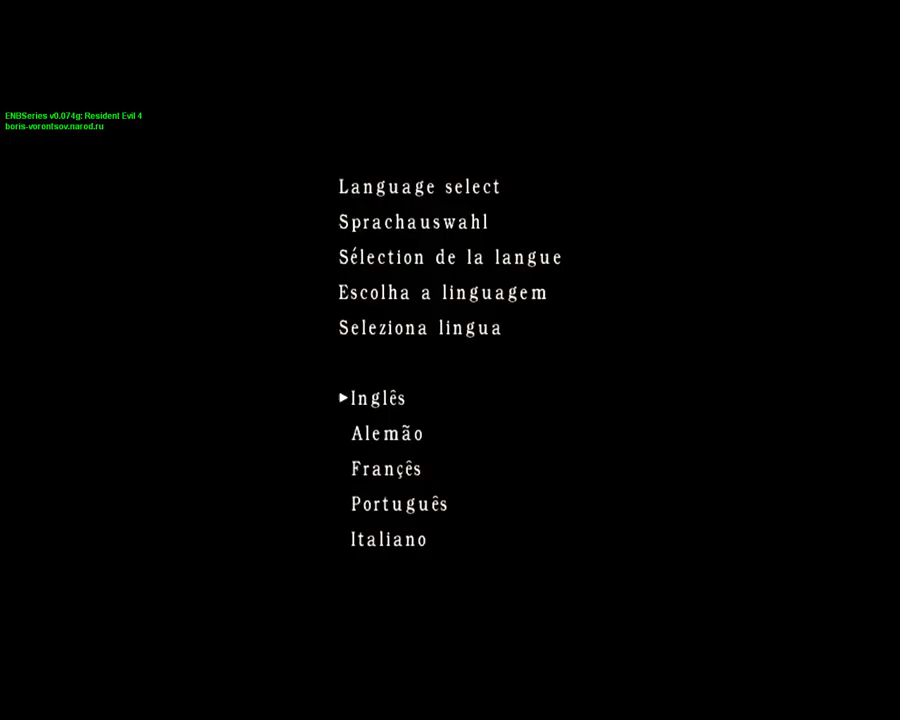 ENBSeries v0.074g: Resident Evil 4
boris-vorontsov.narod.ru
Language select
Sprachauswahl
Sélection de la langue
Escolha a linguagem
Seleziona lingua
Inglês
Alemão
Françês
Português
Italiano